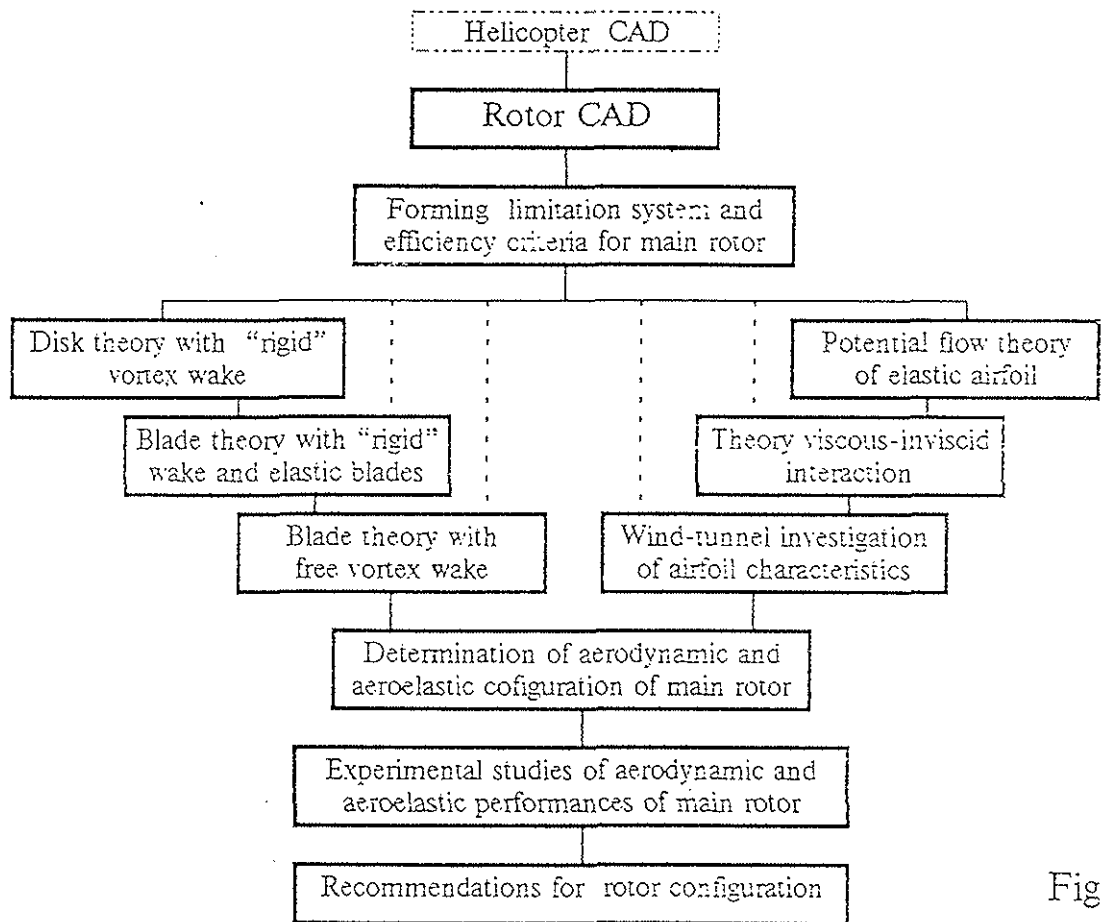 Helicopter CAD
Rotor CAD
Forming limitation system and
efficiency criteria for main rotor
Disk theory with "rigid"
vortex wake
Potential flow theory
of elastic airfoil
Blade theory with "rigid"
wake and elastic blades
Theory viscous-inviscid
interaction
Blade theory with
free vortex wake
Wind-tunnel investigation
of airfoil characteristics
Determination of aerodynamic and
aeroelastic cofiguration of main rotor
Experimental studies of aerodynamic and
aeroelastic performances of main rotor
Recommendations for rotor configuration
Fig